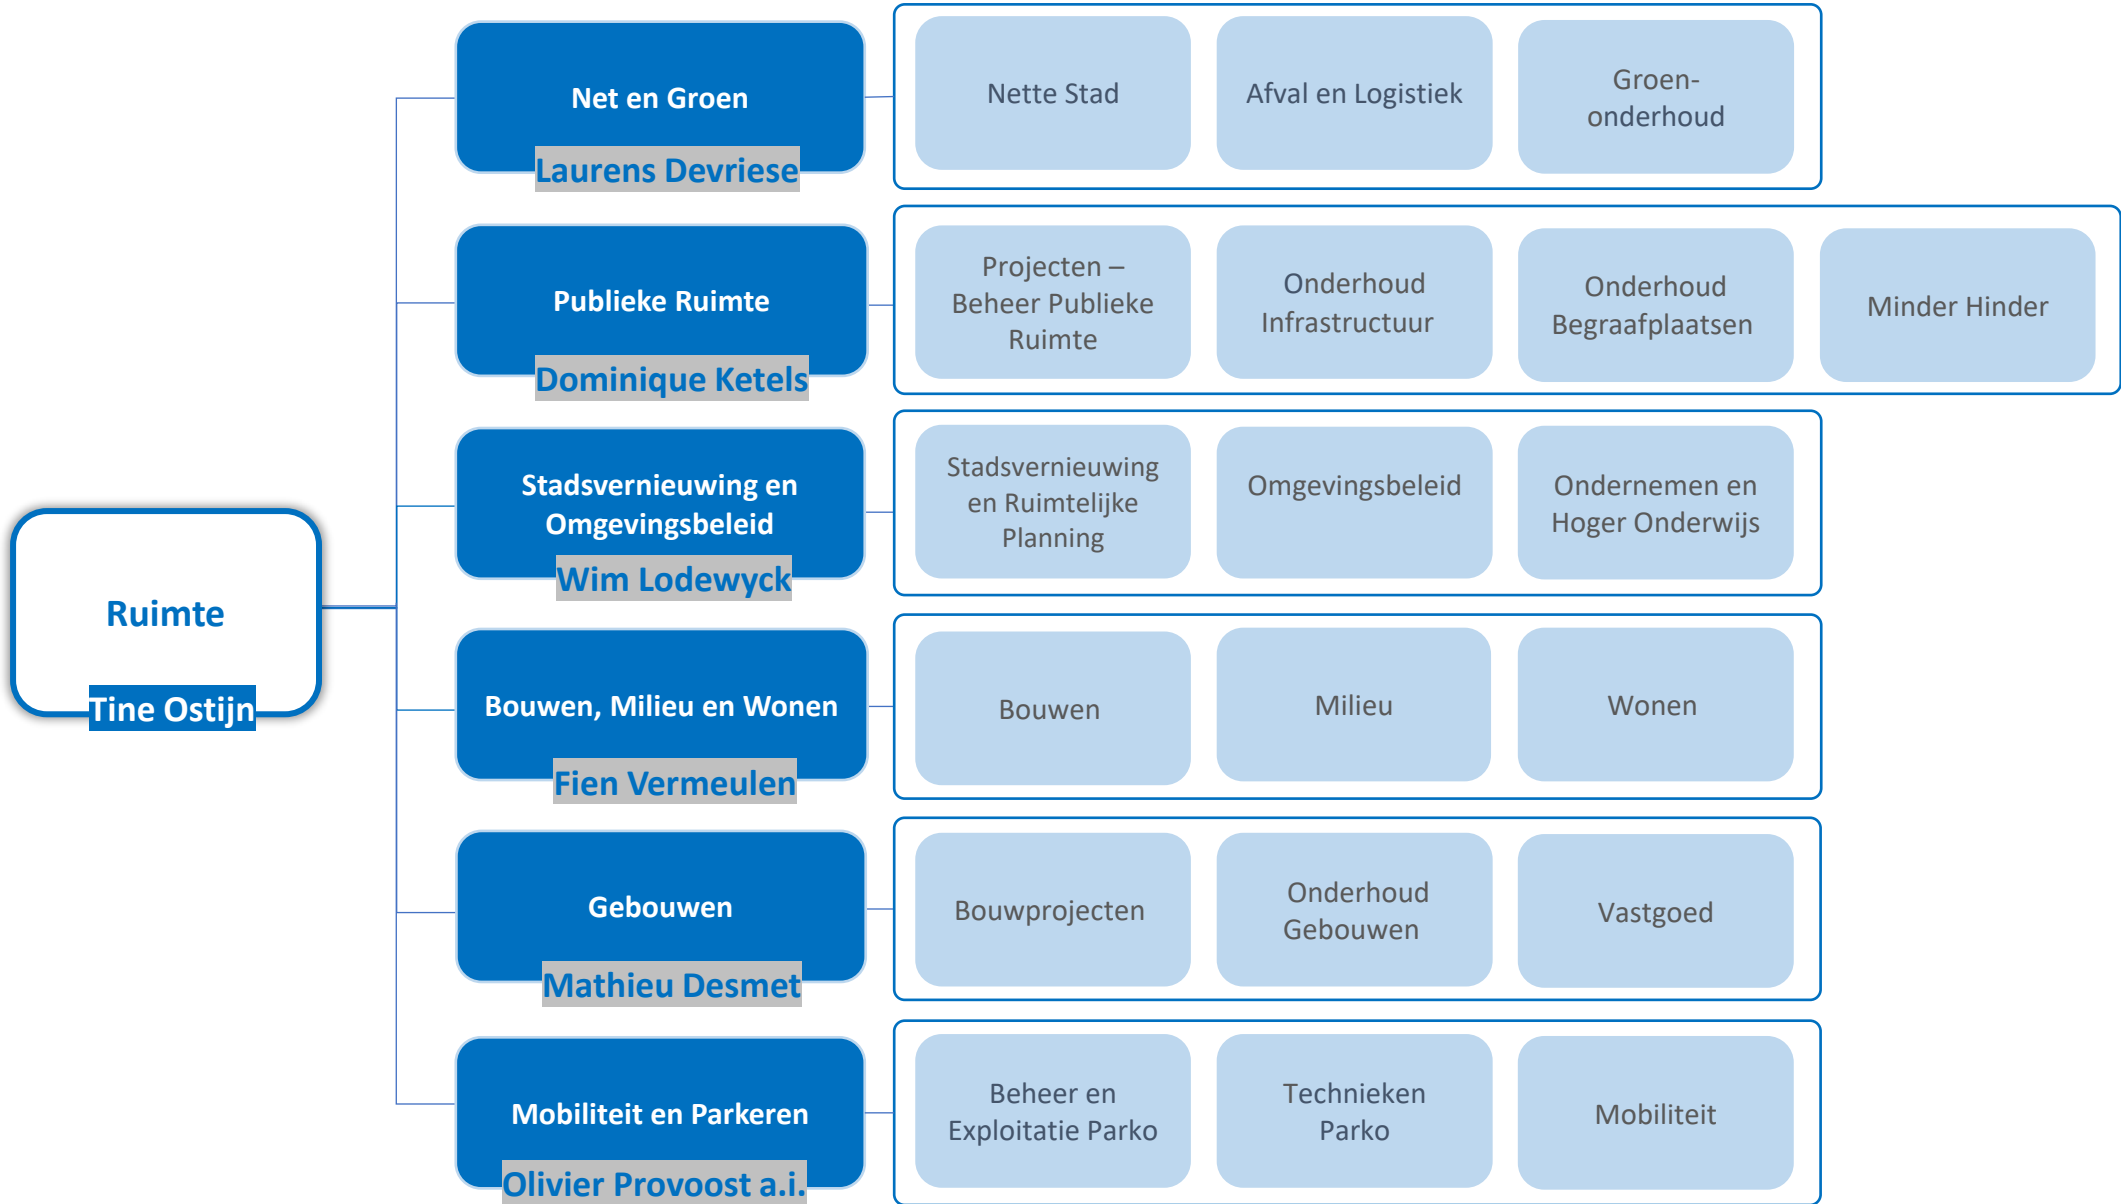 Ruimte
Tine Ostijn
Net en Groen
Laurens Devriese
Nette Stad
Afval en Logistiek
Groen-
onderhoud
Publieke Ruimte
Dominique Ketels
Projecten –
Beheer Publieke
Ruimte
Onderhoud
Infrastructuur
Onderhoud
Begraafplaatsen
Minder Hinder
Stadsvernieuwing en
Omgevingsbeleid
Wim Lodewyck
Stadsvernieuwing
en Ruimtelijke
Planning
Omgevingsbeleid
Ondernemen en
Hoger Onderwijs
Bouwen, Milieu en Wonen
Fien Vermeulen
Bouwen
Milieu
Wonen
Gebouwen
Mathieu Desmet
Bouwprojecten
Onderhoud
Gebouwen
Vastgoed
Mobiliteit en Parkeren
Olivier Provoost a.i.
Beheer en
Exploitatie Parko
Technieken
Parko
Mobiliteit